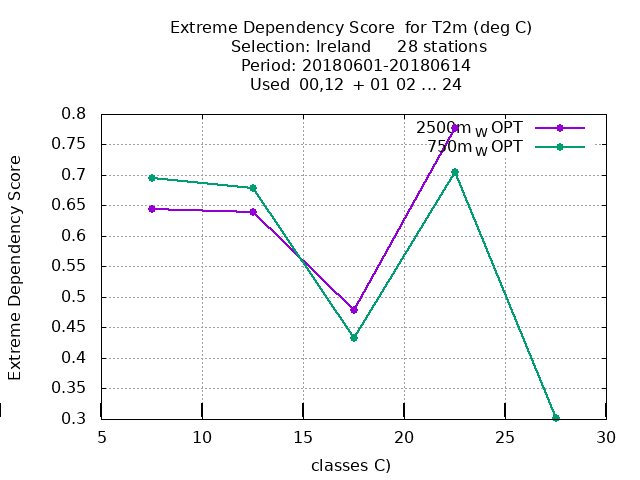 Extreme Dependency Score  for T2m (deg C)
Selection: Ireland     28 stations
Period: 20180601-20180614
Used  00,12  + 01 02 ... 24
2500m W OPT
750m W OPT
Extreme Dependency Score
0.8
0.75
0.7
0.65
0.6
0.55
0.5
0.45
0.4
0.35
0.3
5 10 15 20 25 30
classes C)